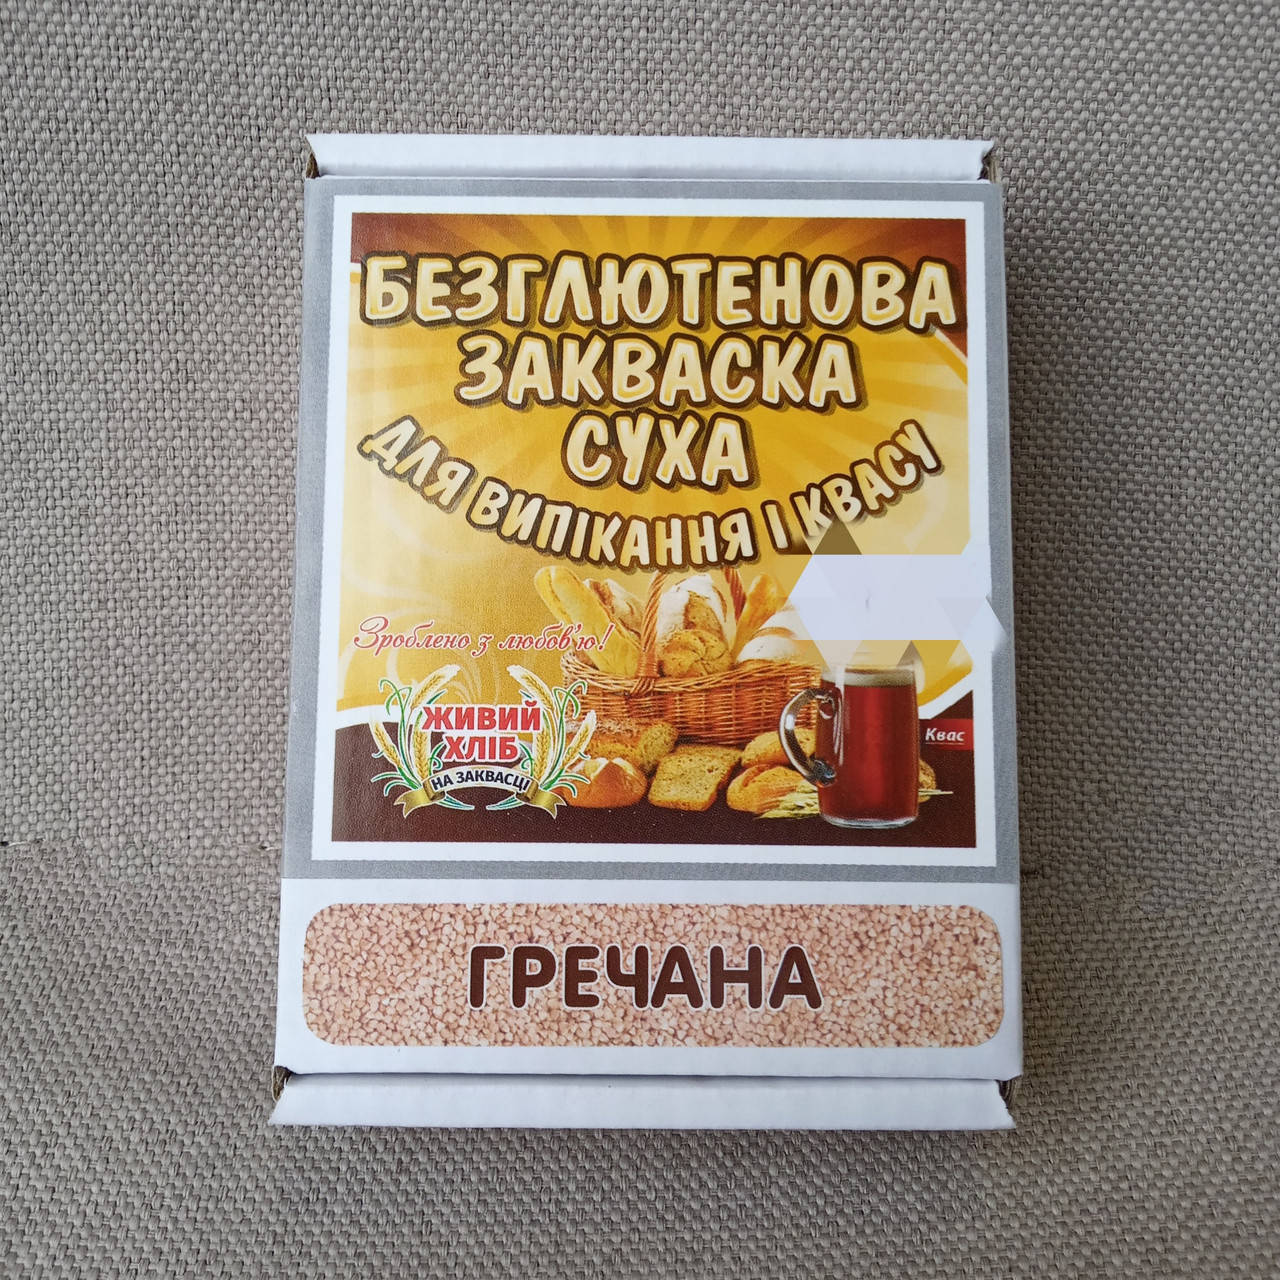 БЕЗГЛЮТЕНОВА
ЗАКВАСКА
СУХА
ДЛЯ ВИПІКАННЯ І КВАСУ
Зроблено з любов'ю!
ЖИВИЙ
ХЛІБ
НА ЗАКВАСЦІ
Квас
ГРЕЧАНА